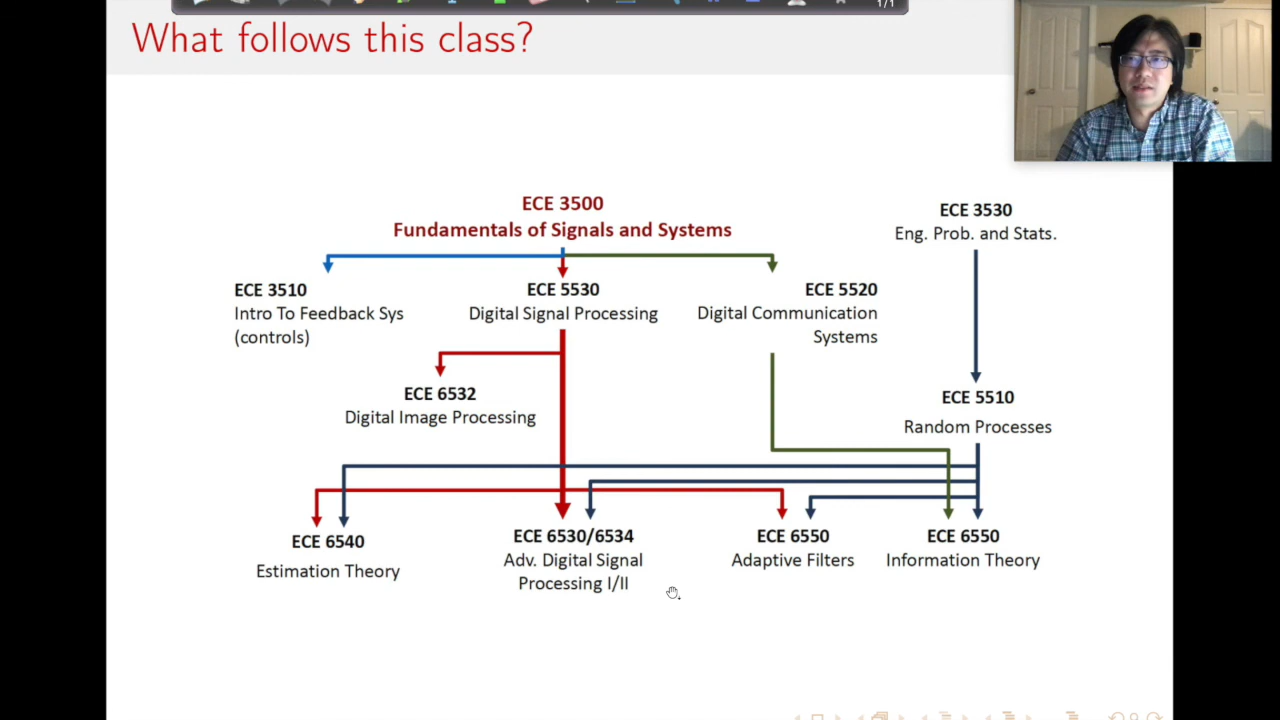 1/1
What follows this class?
ECE 3500
Fundamentals of Signals and Systems
ECE 3530
Eng. Prob. and Stats.
ECE 3510
Intro To Feedback Sys
(controls)
ECE 5530
Digital Signal Processing
ECE 5520
Digital Communication
Systems
ECE 6532
Digital Image Processing
ECE 5510
Random Processes
ECE 6540
Estimation Theory
ECE 6530/6534
Adv. Digital Signal
Processing I/II
ECE 6550
Adaptive Filters
ECE 6550
Information Theory